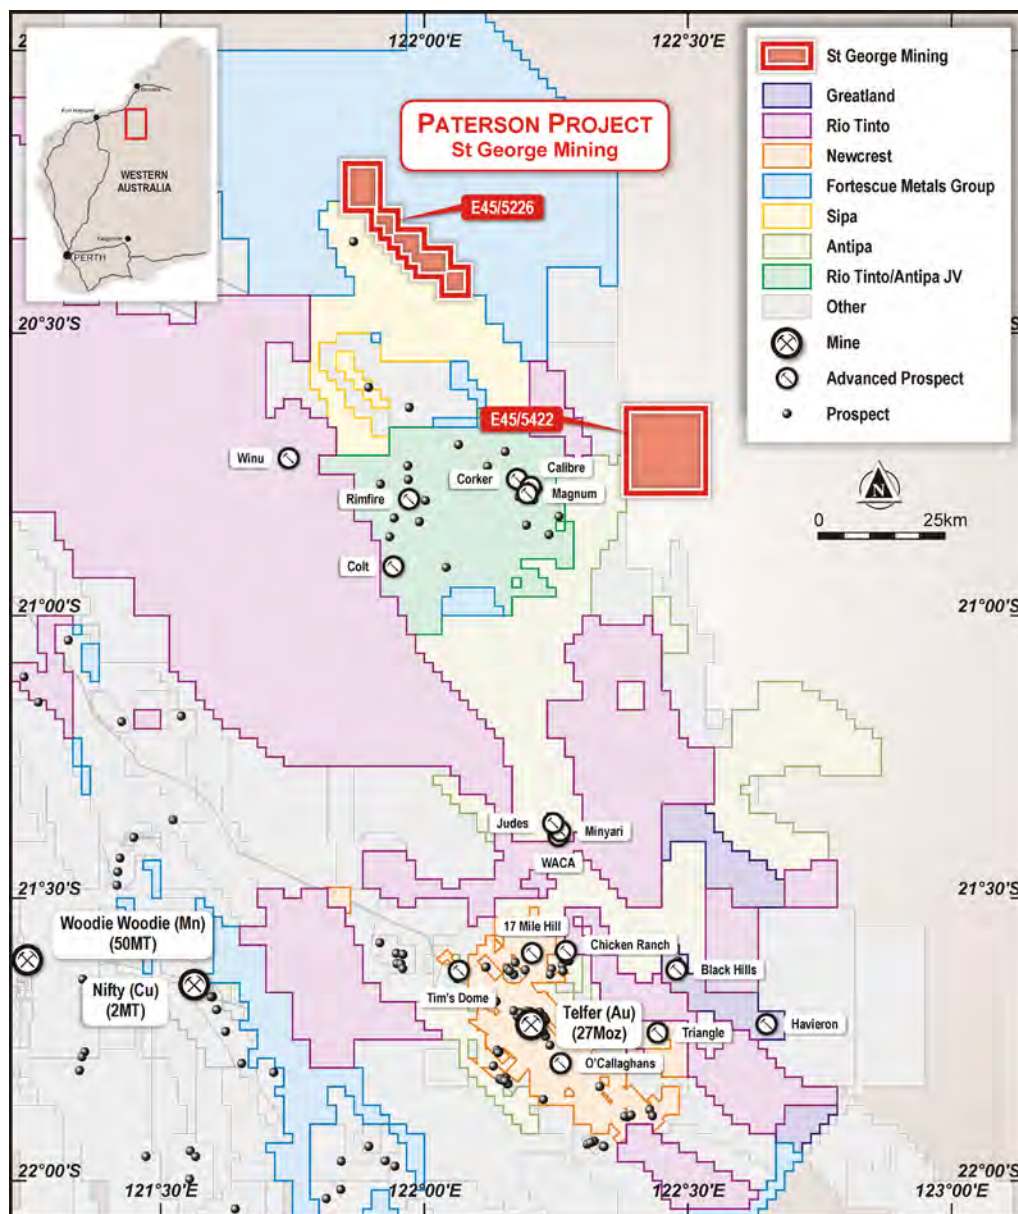 122°00'E
122°30'E
WESTERN
AUSTRALIA
PERTH
PATERSON PROJECT
St George Mining
E45/5226
St George Mining
Greatland
Rio Tinto
Newcrest
Fortescue Metals Group
Sipa
Antipa
Rio Tinto/Antipa JV
Other
Mine
Advanced Prospect
Prospect
20°30'S
E45/5422
Winu
Corker
Calibre
Magnum
Rimfire
Colt
N
0
25km
21°00'S
21°00'S
Judes
Minyari
WACA
21°30'S
21°30'S
Woodie Woodie (Mn)
(50MT)
Nifty (Cu)
(2MT)
17 Mile Hill
Chicken Ranch
Black Hills
Tim's Dome
Telfer (Au)
(27Moz)
Triangle
Havieron
O'Callaghans
22°00'S
22°00'S
121°30'E
122°00'E
122°30'E
123°00'E